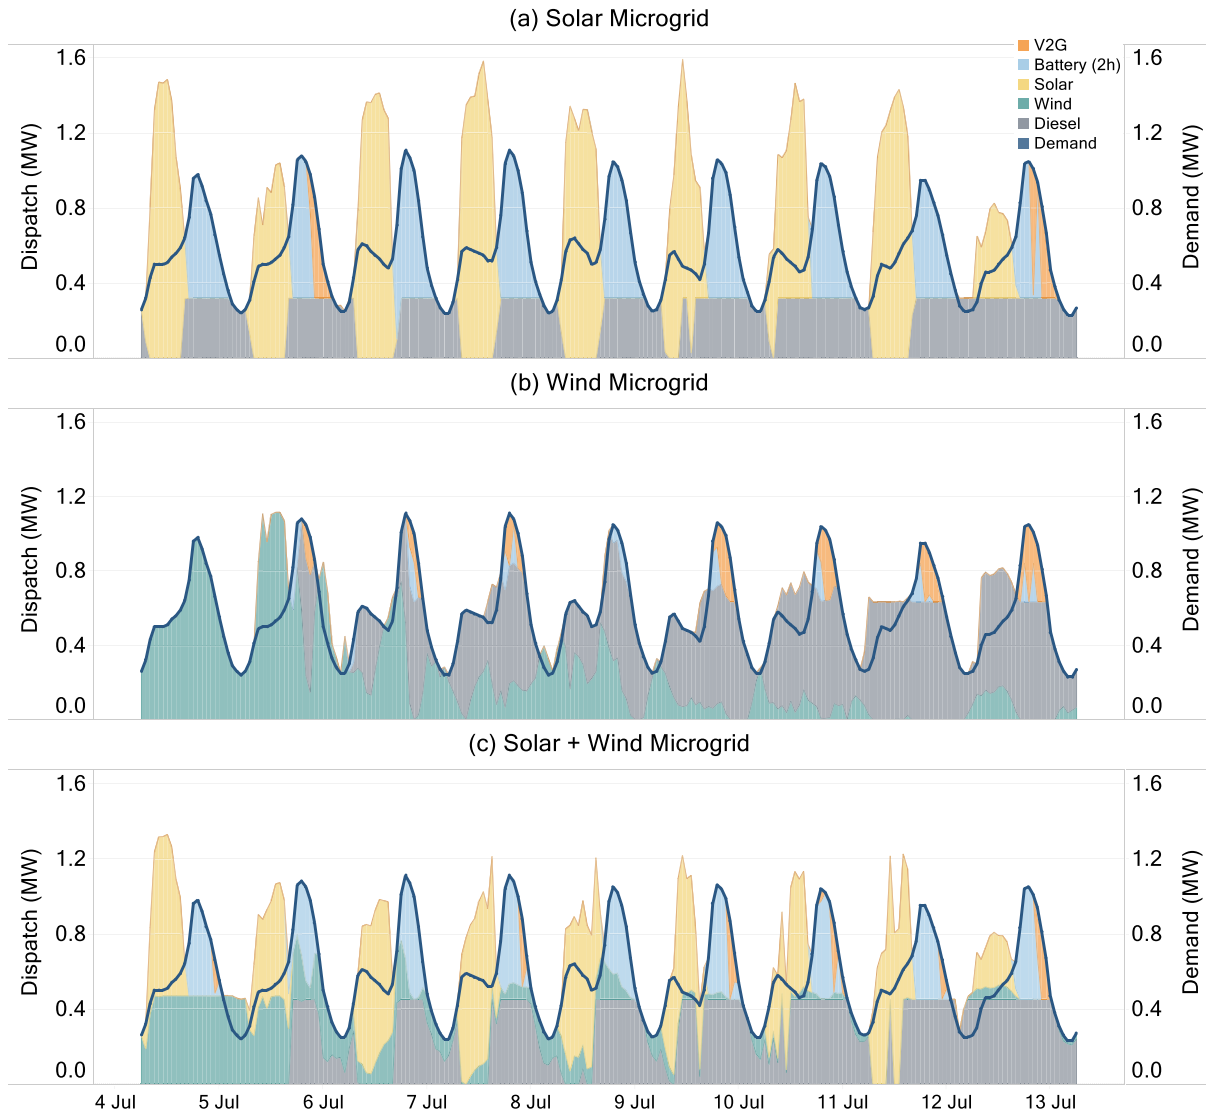 (a) Solar Microgrid
1.6
1.2
0.8
0.4
0.0
Dispatch (MW)
V2G
Battery (2h)
Solar
Wind
Diesel
Demand
1.6
1.2
0.8
0.4
0.0
Demand (MW)
(b) Wind Microgrid
1.6
1.2
0.8
0.4
0.0
Dispatch (MW)
1.6
1.2
0.8
0.4
0.0
Demand (MW)
(c) Solar + Wind Microgrid
1.6
1.2
0.8
0.4
0.0
Dispatch (MW)
1.6
1.2
0.8
0.4
0.0
Demand (MW)
4 Jul 5 Jul 6 Jul 7 Jul 8 Jul 9 Jul 10 Jul 11 Jul 12 Jul 13 Jul